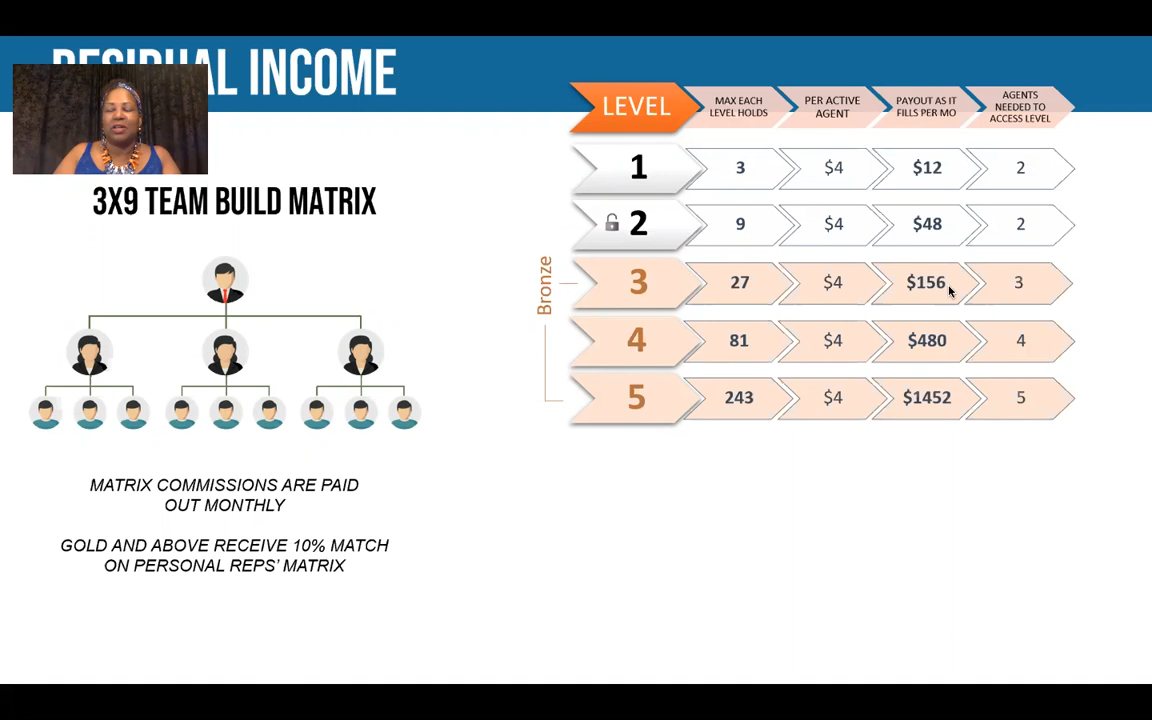 RESIDUAL INCOME
3X9 TEAM BUILD MATRIX
MATRIX COMMISSIONS ARE PAID
OUT MONTHLY
GOLD AND ABOVE RECEIVE 10% MATCH
ON PERSONAL REPS' MATRIX
LEVEL
MAX EACH
LEVEL HOLDS
PER ACTIVE
AGENT
PAYOUT AS IT
FILLS PER MO
AGENTS
NEEDED TO
ACCESS LEVEL
1 3 $4 $12 2
2 9 $4 $48 2
Bronze
3 27 $4 $156 3
4 81 $4 $480 4
5 243 $4 $1452 5